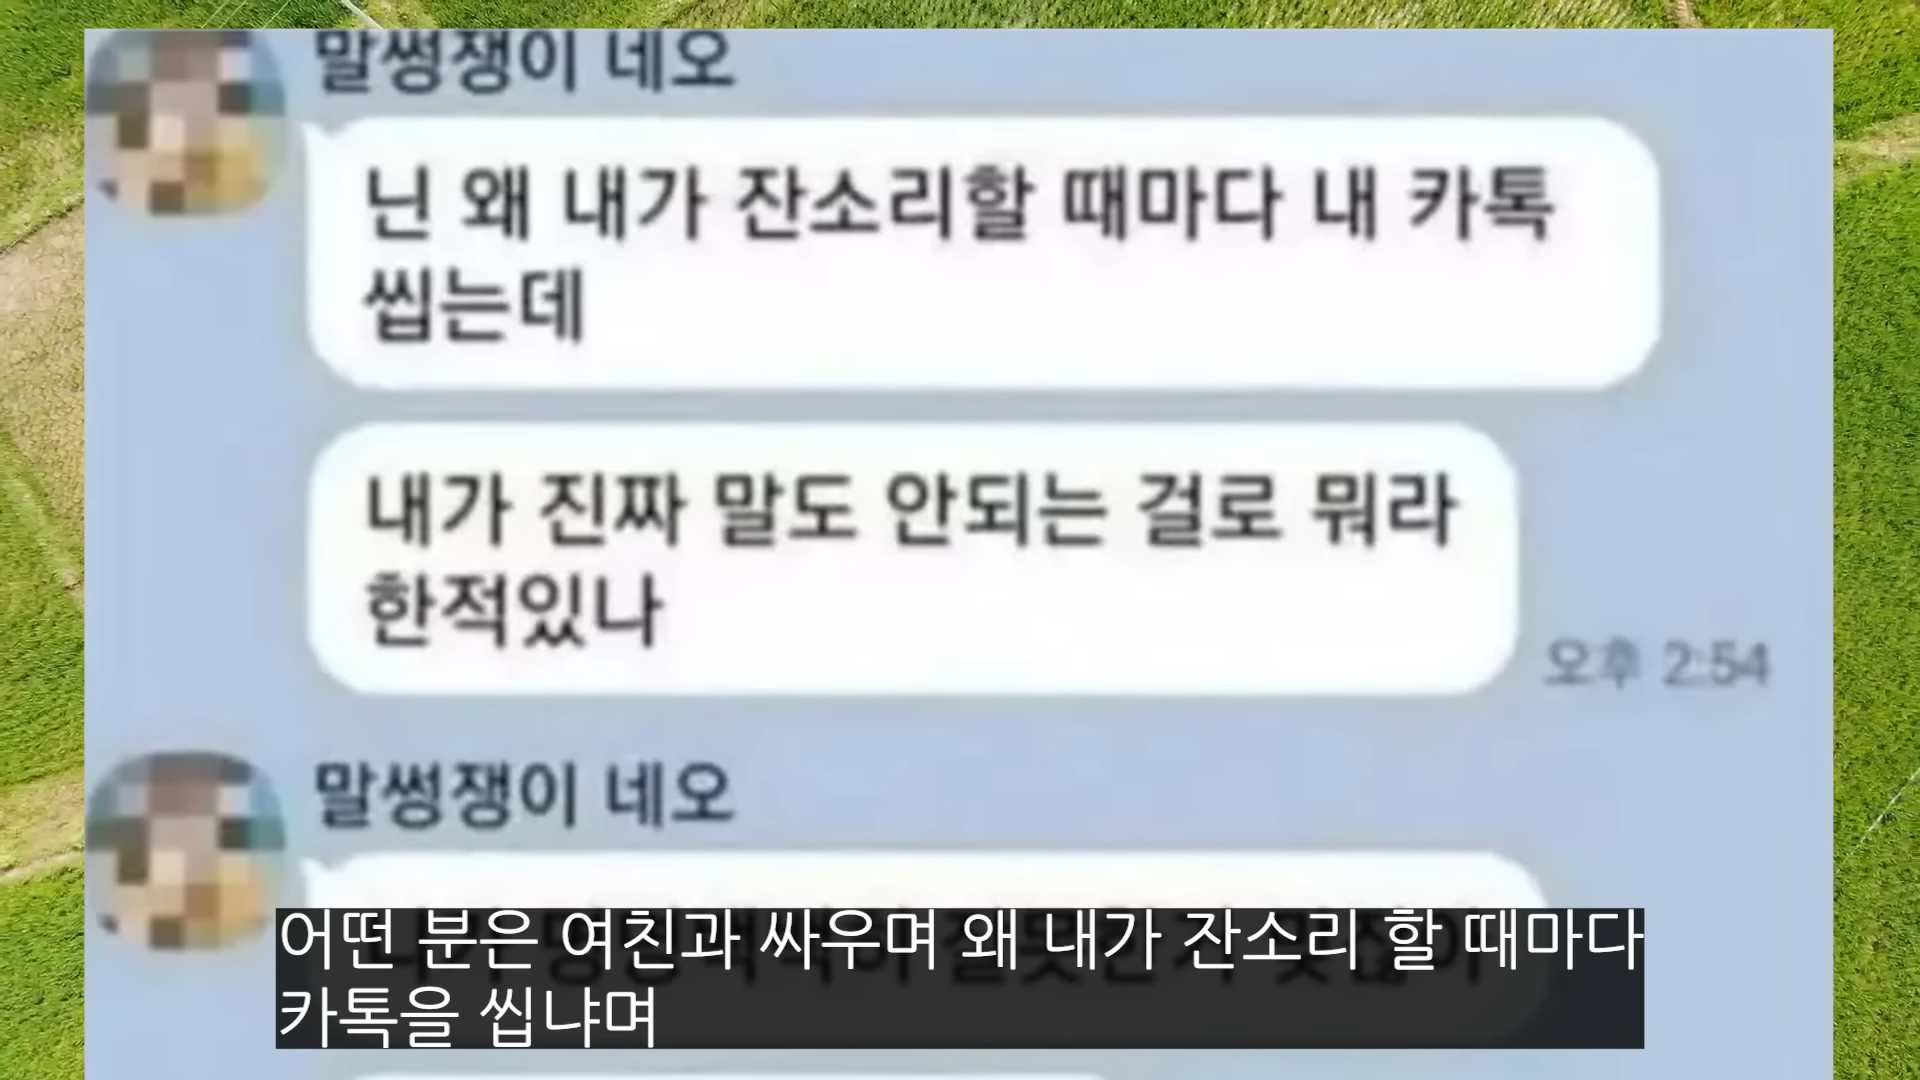 말썽쟁이 네오
닌 왜 내가 잔소리할 때마다 내 카톡
씹는데
내가 진짜 말도 안되는 걸로 뭐라
한적있나
오후 2:54
말썽쟁이 네오
어떤 분은 여친과 싸우며 왜 내가 잔소리 할 때마다
카톡을 씹냐며